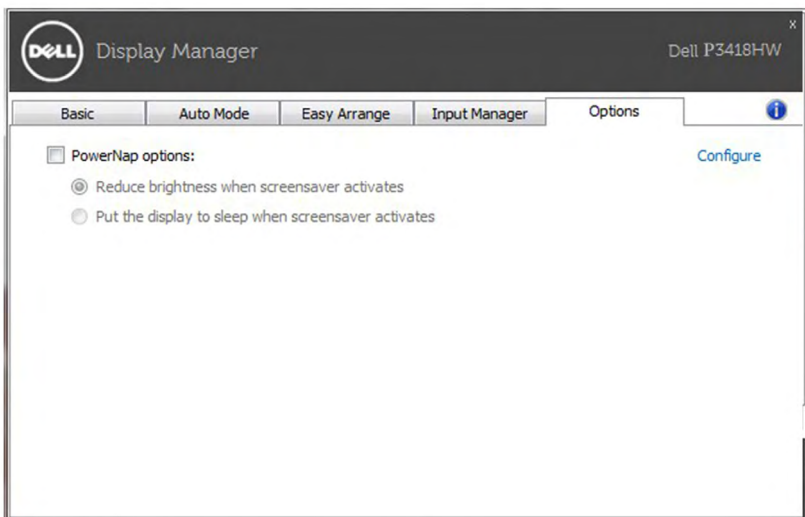 x
DELL Display Manager Dell P3418HW
Basic Auto Mode Easy Arrange Input Manager Options i
PowerNap options: Configure
Reduce brightness when screensaver activates
Put the display to sleep when screensaver activates